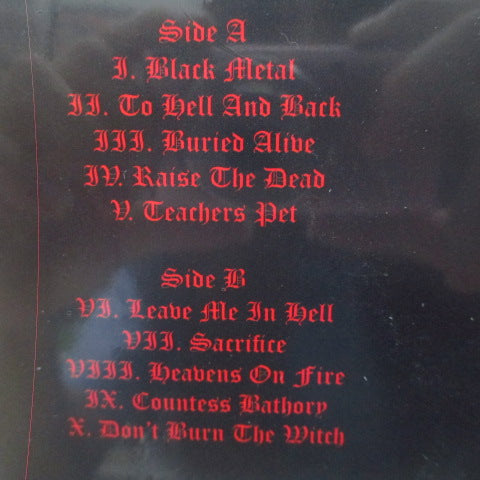 Side A
I. Black Metal
II. To Hell And Back
III. Buried Alive
IV. Raise The Dead
V. Teachers Pet
Side B
VI. Leave Me In Hell
VII. Sacrifice
VIIII. Heavens On Fire
IX. Countess Bathory
X. Don't Burn The Witch